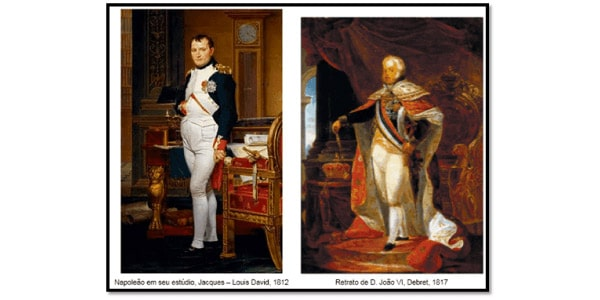 Napoleão em seu estúdio, Jacques – Louis David, 1812
Retrato de D. João VI, Debret, 1817